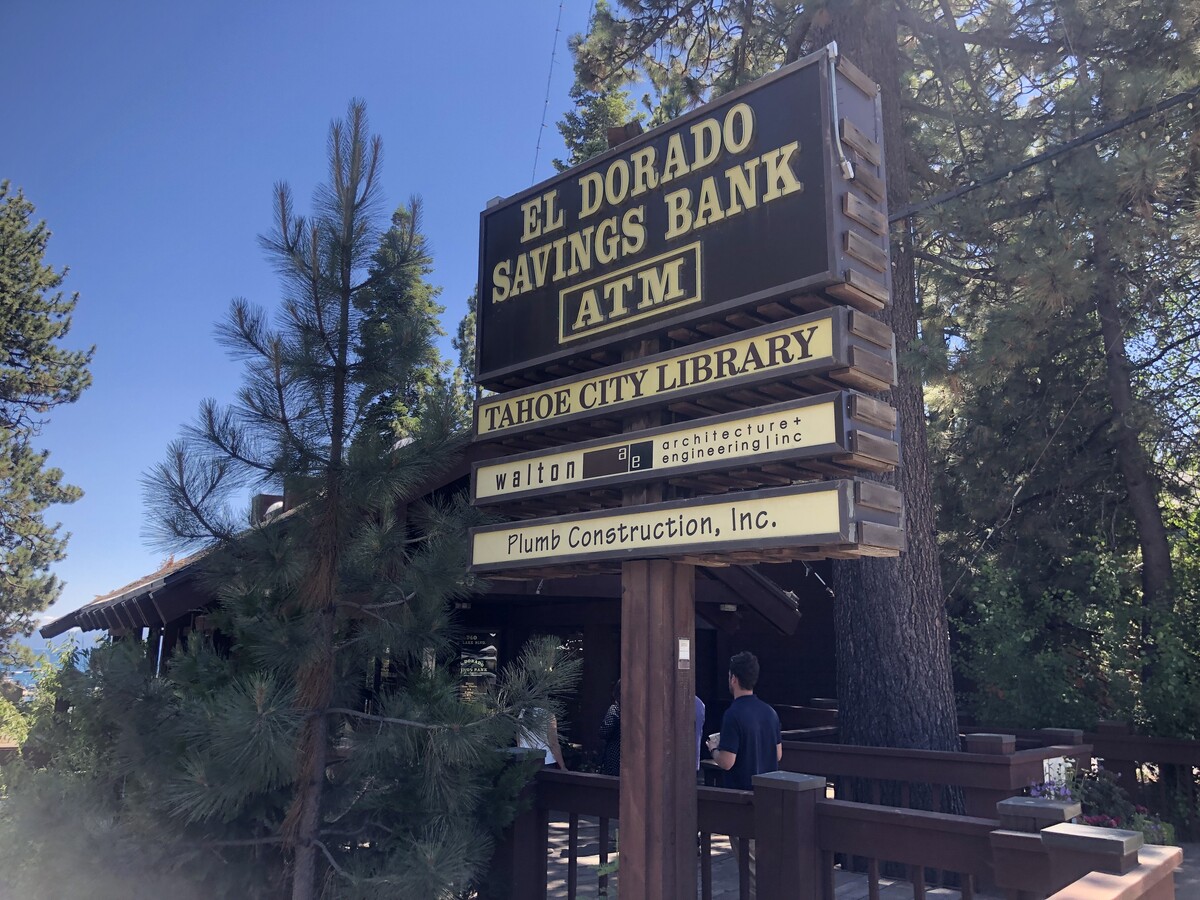 EL DORADO
SAVINGS BANK
ATM
TAHOE CITY LIBRARY
walton ae architecture+
engineering|inc
Plumb Construction, Inc.